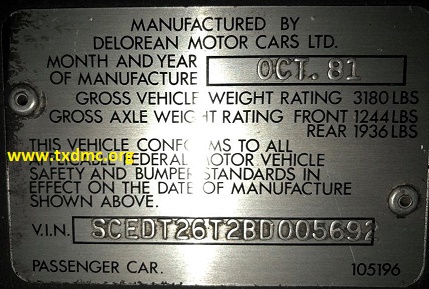 MANUFACTURED BY
DELOREAN MOTOR CARS LTD.
MONTH AND YEAR
OF MANUFACTURE OCT. 81
GROSS VEHICLE WEIGHT RATING 3180 LBS
GROSS AXLE WEIGHT RATING FRONT 1244 LBS
REAR 1936 LBS
THIS VEHICLE CONFORMS TO ALL
www.txdmc.org FEDERAL MOTOR VEHICLE
SAFETY AND BUMPER STANDARDS IN
EFFECT ON THE DATE OF MANUFACTURE
SHOWN ABOVE.
V.I.N. SCEDT26T2BD005692
PASSENGER CAR. 105196